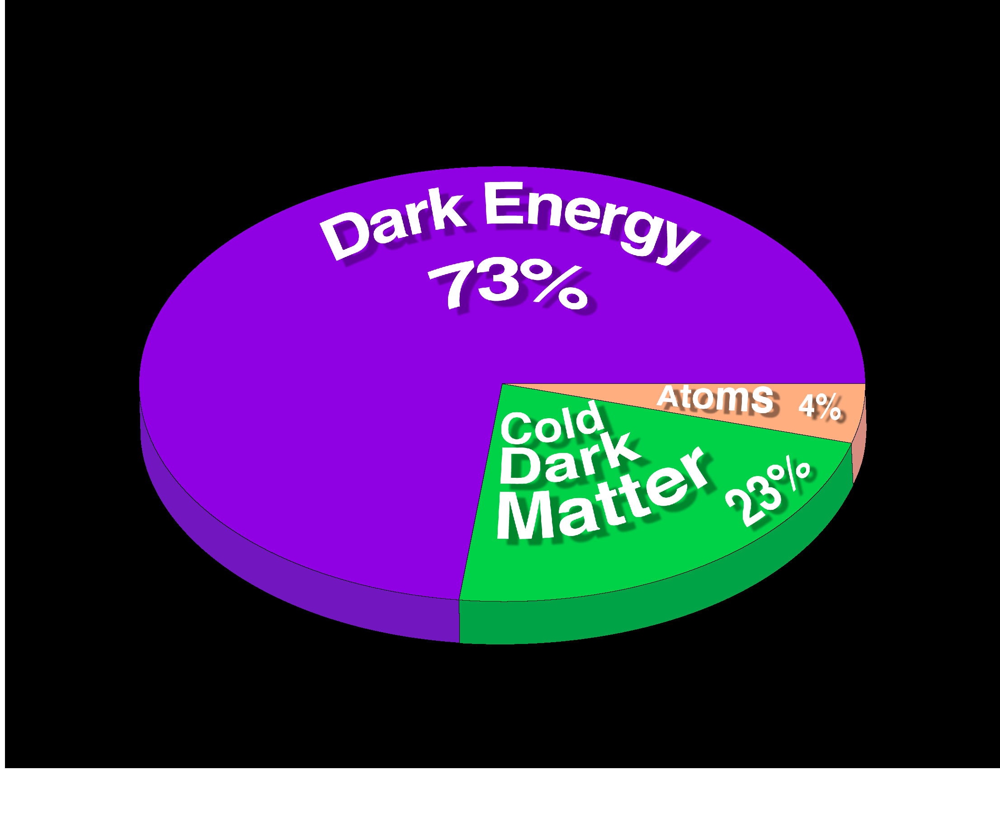 Dark Energy
73%
Atoms 4%
Cold
Dark
Matter
23%